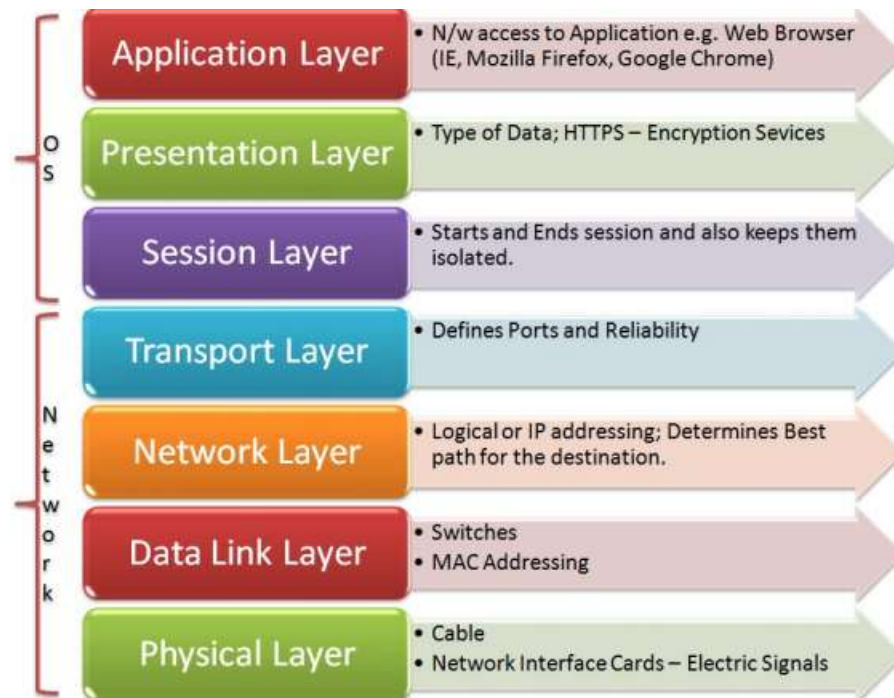 Application Layer
• N/w access to Application e.g. Web Browser
(IE, Mozilla Firefox, Google Chrome)
OS
Presentation Layer
• Type of Data; HTTPS – Encryption Sevices
Session Layer
• Starts and Ends session and also keeps them
isolated.
Transport Layer
• Defines Ports and Reliability
Network
Network Layer
• Logical or IP addressing; Determines Best
path for the destination.
Data Link Layer
• Switches
• MAC Addressing
Physical Layer
• Cable
• Network Interface Cards – Electric Signals